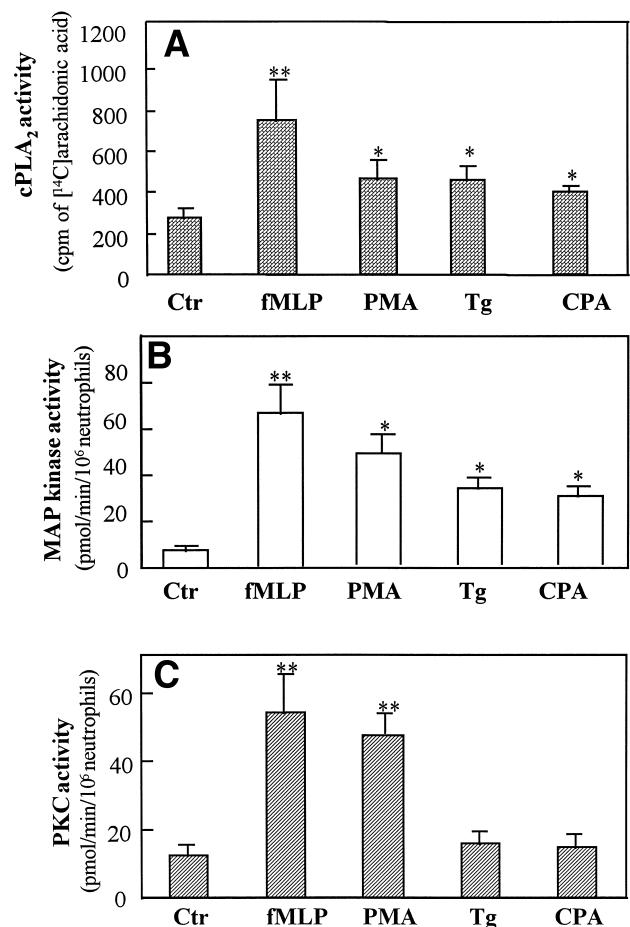 A
cPLA₂ activity
(cpm of [¹⁴C]arachidonic acid)
1200
1000
800
600
400
200
0
**
*
*
*
Ctr fMLP PMA Tg CPA
B
MAP kinase activity
(pmol/min/10⁶ neutrophils)
80
60
40
20
0
**
*
*
*
Ctr fMLP PMA Tg CPA
C
PKC activity
(pmol/min/10⁶ neutrophils)
60
40
20
0
**
**
Ctr fMLP PMA Tg CPA